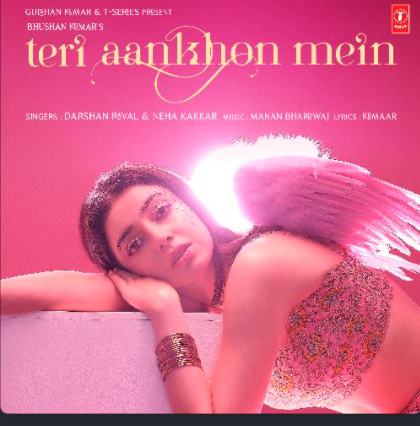 GULSHAN KUMAR & T-SERIES PRESENT
BHUSHAN KUMAR'S
teri aankhon mein
SINGERS : DARSHAN RAVAL & NEHA KAKKAR MUSIC : MANAN BHARDWAJ LYRICS : KUMAAR
T